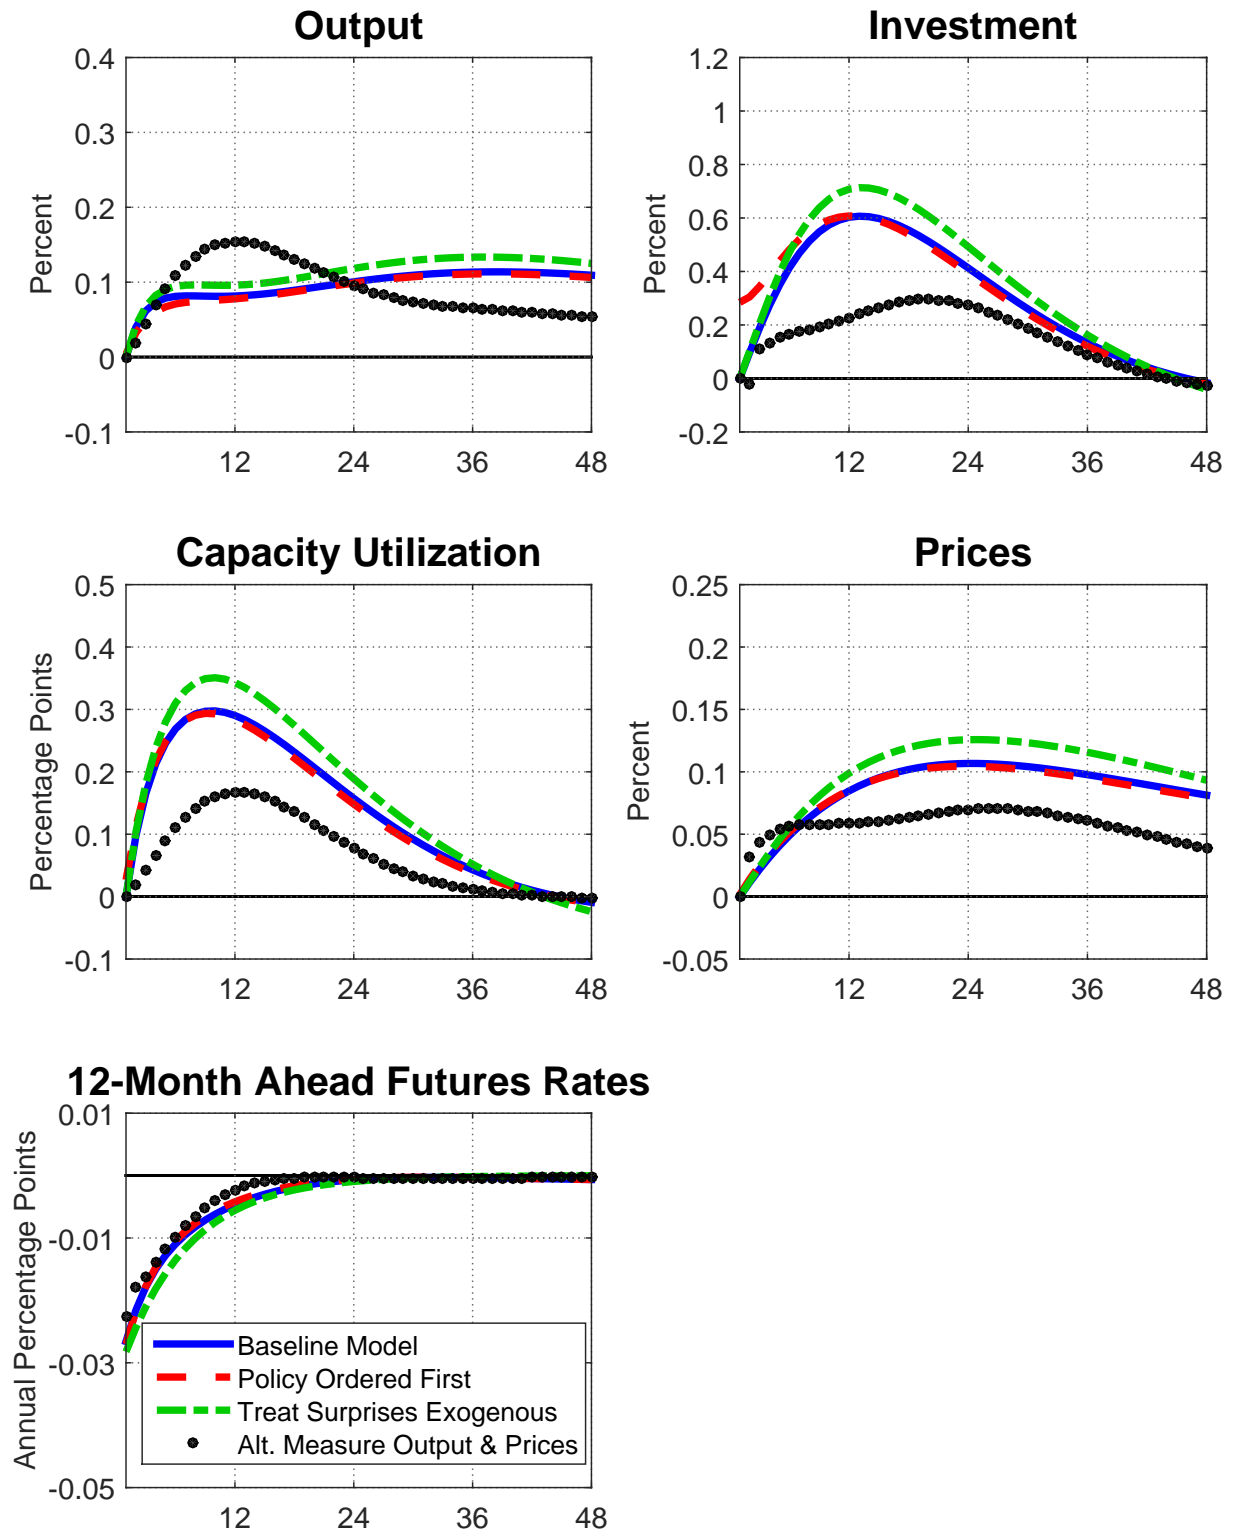 Output
Percent
0.4
0.3
0.2
0.1
0
-0.1
12 24 36 48
Investment
Percent
1.2
1
0.8
0.6
0.4
0.2
0
-0.2
12 24 36 48
Capacity Utilization
Percentage Points
0.5
0.4
0.3
0.2
0.1
0
-0.1
12 24 36 48
Prices
Percent
0.25
0.2
0.15
0.1
0.05
0
-0.05
12 24 36 48
12-Month Ahead Futures Rates
Annual Percentage Points
0.01
-0.01
-0.03
-0.05
12 24 36 48
Baseline Model
Policy Ordered First
Treat Surprises Exogenous
Alt. Measure Output & Prices